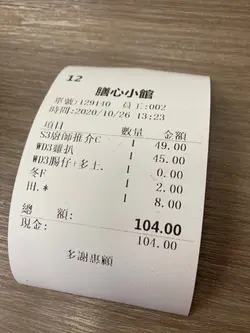 12
膳心小館
單號:129140 員工:002
時間:2020/10/26 13:23
項目 數量 金額
S3廚師推介C 1 49.00
WD3雞扒 1 45.00
WD3腸仔+多士. 1 0.00
冬F 1 2.00
1 8.00
總 額: 104.00
現金: 104.00
多謝惠顧